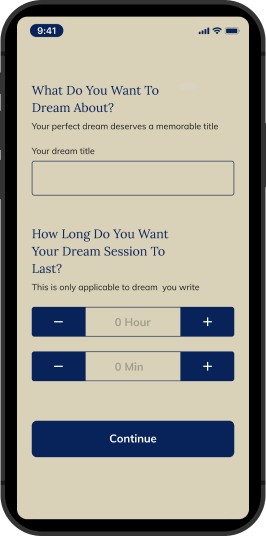 9:41
What Do You Want To
Dream About?
Your perfect dream deserves a memorable title
Your dream title
How Long Do You Want
Your Dream Session To
Last?
This is only applicable to dream  you write
− 0 Hour +
− 0 Min +
Continue